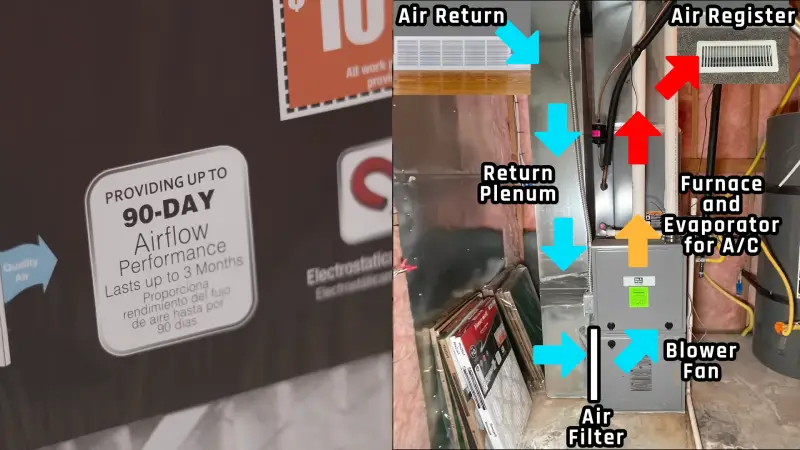 10
All work
provi
PROVIDING UP TO
90-DAY
Airflow
Performance
Lasts up to 3 Months
Proporciona
rendimiento del flujo
de aire hasta por
90 días
Quality
Air
Electrostati
Air Return
Air Register
Return
Plenum
Furnace
and
Evaporator
for A/C
Blower
Fan
Air
Filter